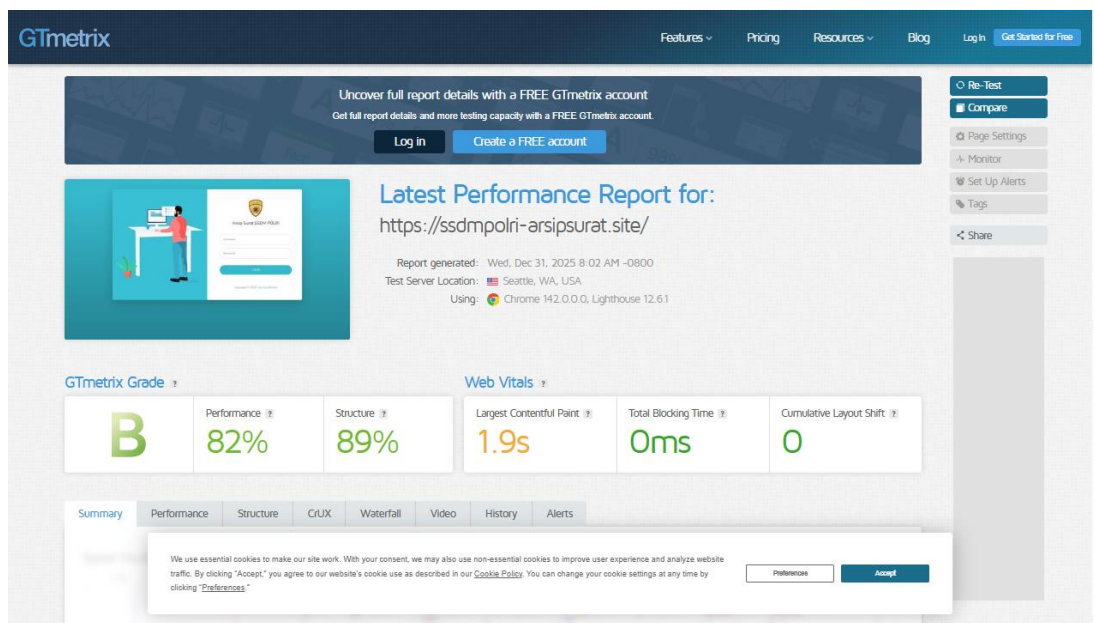 GTmetrix
Features Pricing Resources Blog Log In Get Started for Free
Uncover full report details with a FREE GTmetrix account
Get full report details and more testing capacity with a FREE GTmetrix account.
Log in Create a FREE account
Re-Test
Compare
Page Settings
Monitor
Set Up Alerts
Tags
Share
Latest Performance Report for:
https://ssdmpolri-arsipsurat.site/
Report generated: Wed, Dec 31, 2025 8:02 AM -0800
Test Server Location: Seattle, WA, USA
Using: Chrome 142.0.0.0, Lighthouse 12.6.1
Arsip Surat SSDM POLRI
GTmetrix Grade ?
B
Performance ?
82%
Structure ?
89%
Web Vitals ?
Largest Contentful Paint ?
1.9s
Total Blocking Time ?
0ms
Cumulative Layout Shift ?
0
Summary Performance Structure CrUX Waterfall Video History Alerts
We use essential cookies to make our site work. With your consent, we may also use non-essential cookies to improve user experience and analyze website
traffic. By clicking "Accept," you agree to our website's cookie use as described in our Cookie Policy. You can change your cookie settings at any time by
clicking "Preferences."
Preferences Accept